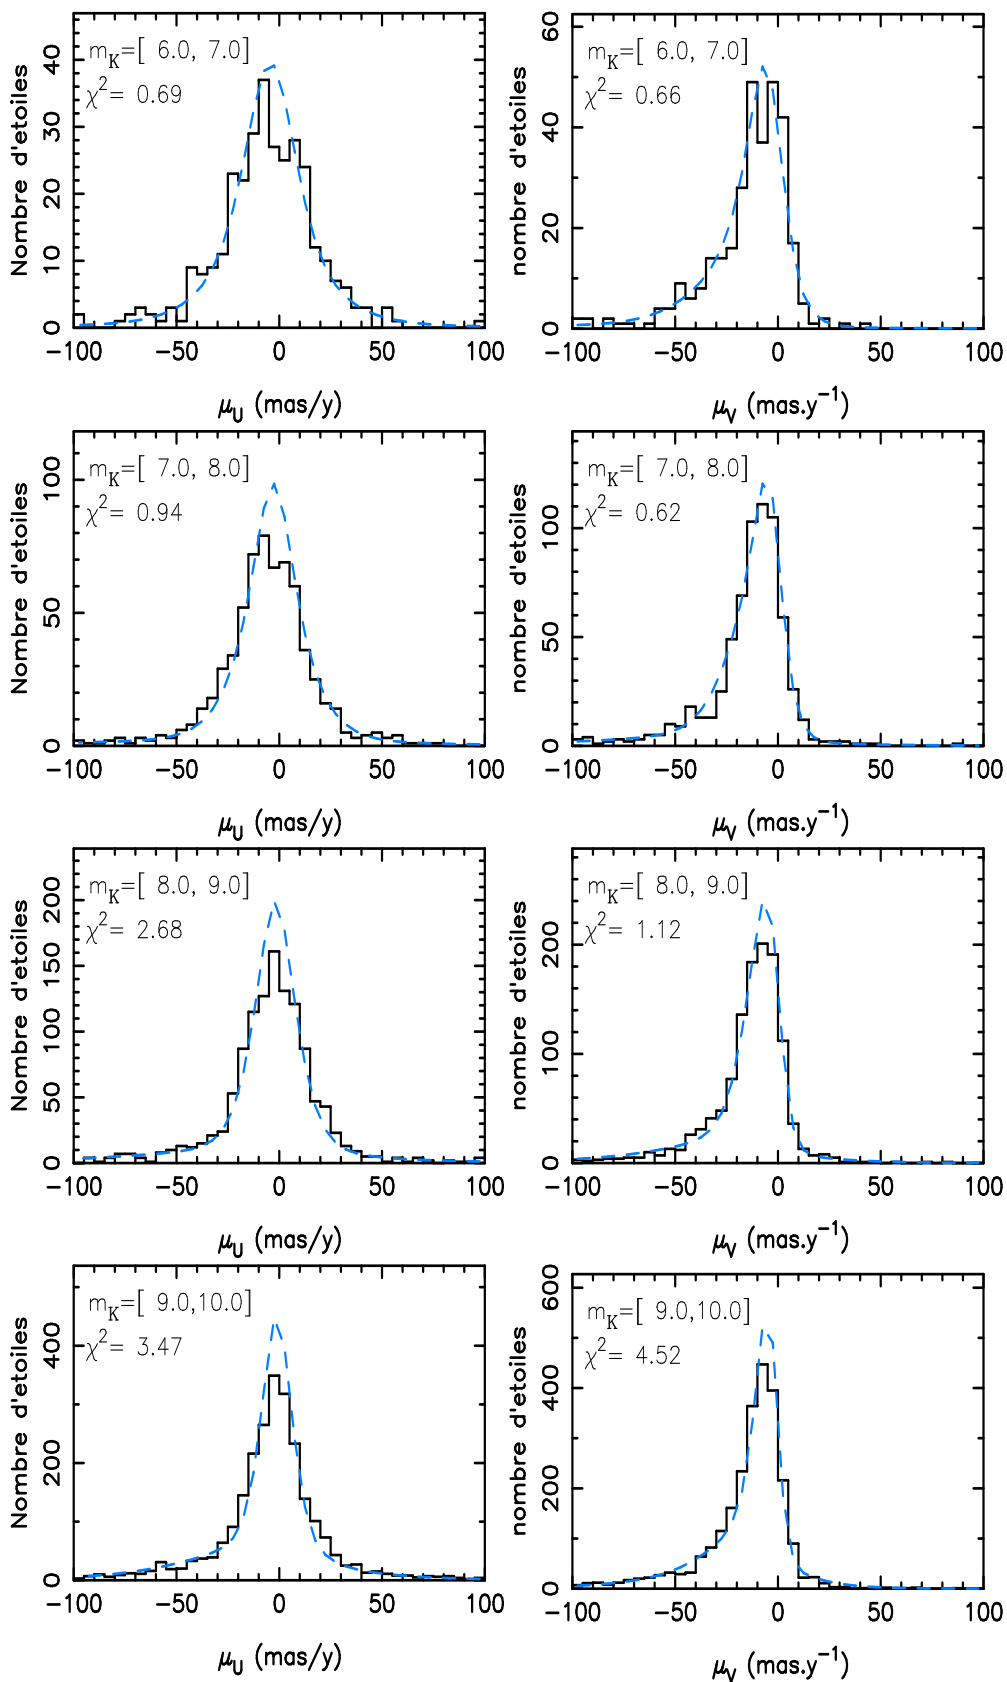 Nombre d'etoiles
m_K=[ 6.0, 7.0]
χ²= 0.69
40
30
20
10
0
−100 −50 0 50 100
μ_U (mas/y)
nombre d'etoiles
m_K=[ 6.0, 7.0]
χ²= 0.66
60
40
20
0
−100 −50 0 50 100
μ_V (mas.y⁻¹)
Nombre d'etoiles
m_K=[ 7.0, 8.0]
χ²= 0.94
100
50
0
−100 −50 0 50 100
μ_U (mas/y)
nombre d'etoiles
m_K=[ 7.0, 8.0]
χ²= 0.62
100
50
0
−100 −50 0 50 100
μ_V (mas.y⁻¹)
Nombre d'etoiles
m_K=[ 8.0, 9.0]
χ²= 2.68
200
150
100
50
0
−100 −50 0 50 100
μ_U (mas/y)
nombre d'etoiles
m_K=[ 8.0, 9.0]
χ²= 1.12
200
100
0
−100 −50 0 50 100
μ_V (mas.y⁻¹)
Nombre d'etoiles
m_K=[ 9.0,10.0]
χ²= 3.47
400
200
0
−100 −50 0 50 100
μ_U (mas/y)
nombre d'etoiles
m_K=[ 9.0,10.0]
χ²= 4.52
600
400
200
0
−100 −50 0 50 100
μ_V (mas.y⁻¹)